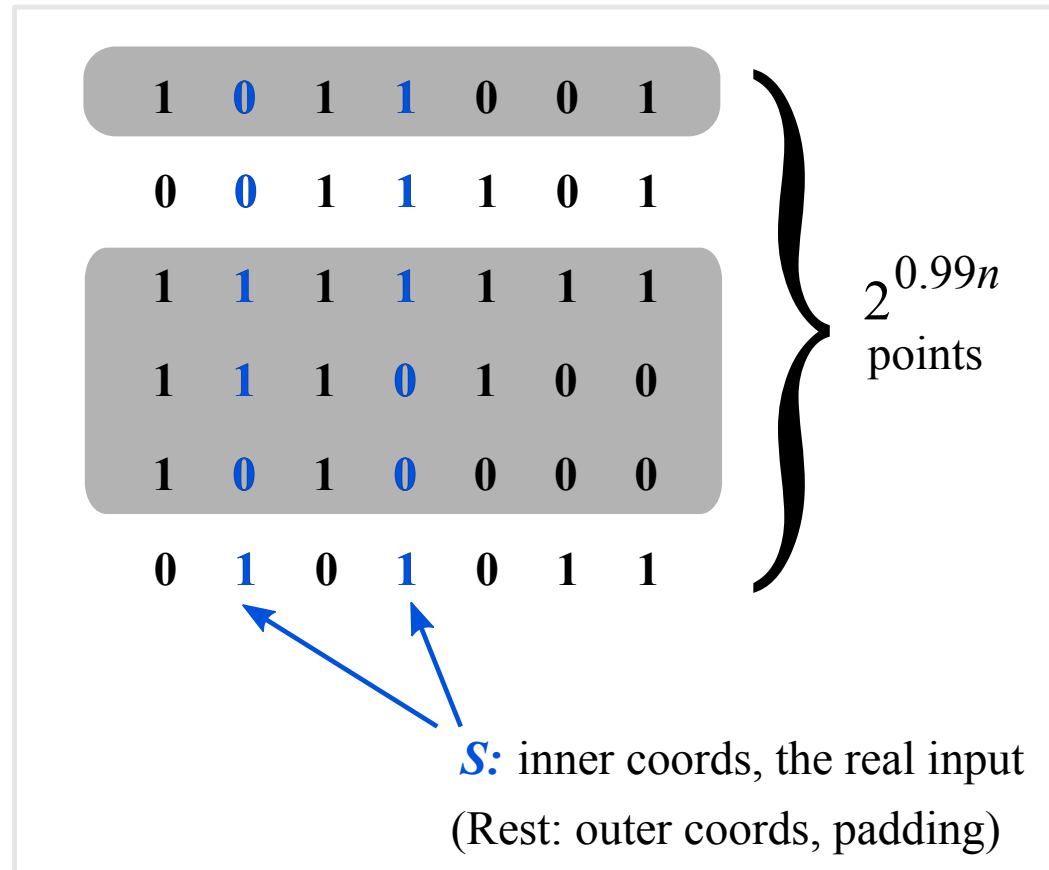 1 0 1 1 0 0 1
0 0 1 1 1 0 1
1 1 1 1 1 1 1
1 1 1 0 1 0 0
1 0 1 0 0 0 0
0 1 0 1 0 1 1
2^{0.99n}
points
S: inner coords, the real input
(Rest: outer coords, padding)